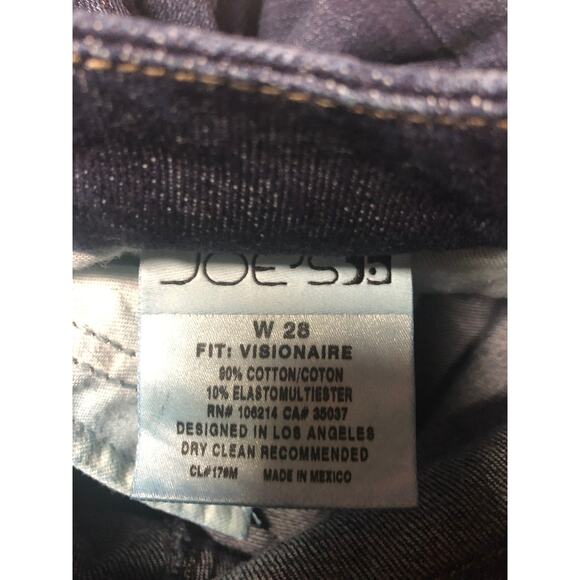 JOE'S
W 28
FIT: VISIONAIRE
90% COTTON/COTON
10% ELASTOMULTIESTER
RN# 106214 CA# 35037
DESIGNED IN LOS ANGELES
DRY CLEAN RECOMMENDED
CL#179M MADE IN MEXICO